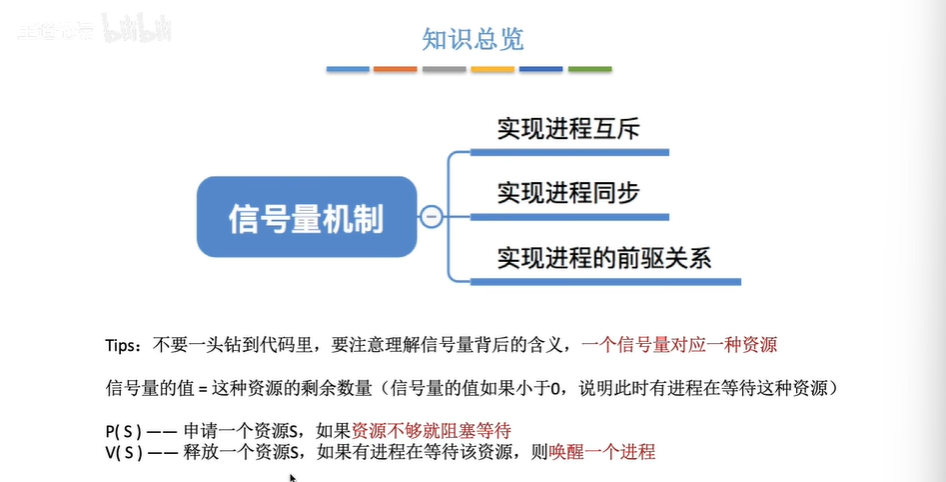 bilibili
知识总览
实现进程互斥
信号量机制
实现进程同步
实现进程的前驱关系
Tips：不要一头钻到代码里，要注意理解信号量背后的含义，一个信号量对应一种资源
信号量的值 = 这种资源的剩余数量（信号量的值如果小于0，说明此时有进程在等待这种资源）
P( S ) —— 申请一个资源S，如果资源不够就阻塞等待
V( S ) —— 释放一个资源S，如果有进程在等待该资源，则唤醒一个进程